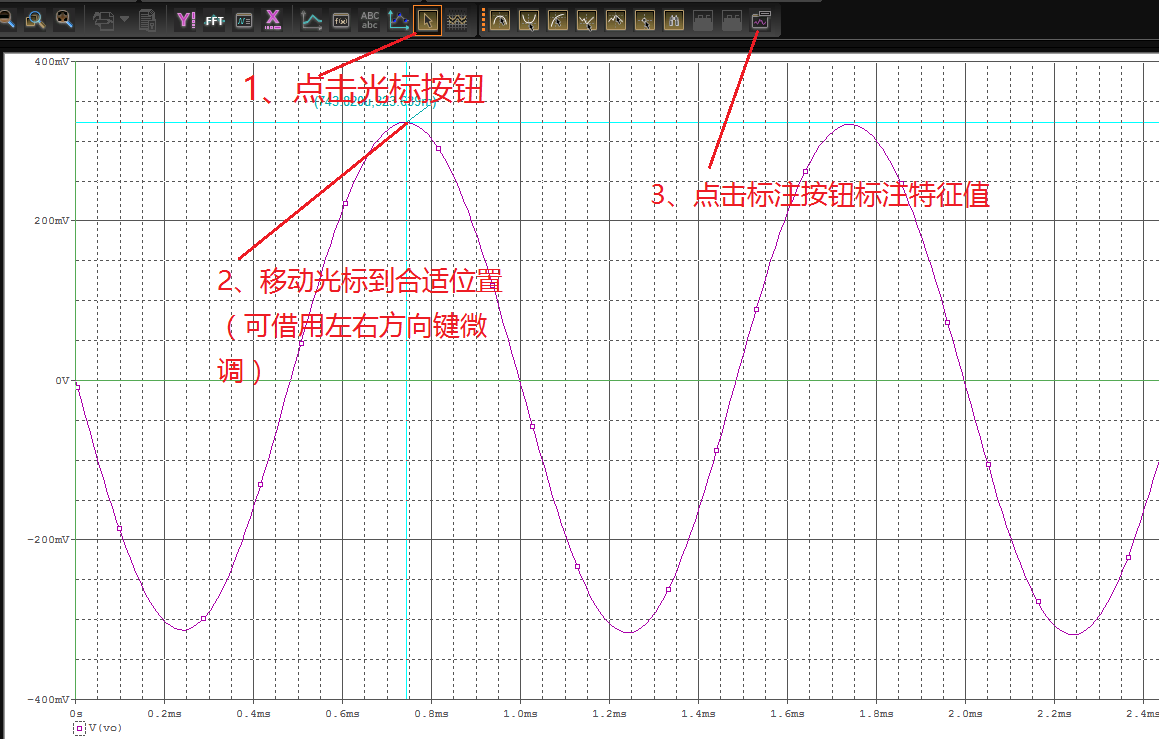 Y! FFT X f(x) ABC
abc
400mV
1、点击光标按钮
3、点击标注按钮标注特征值
200mV
2、移动光标到合适位置
（可借用左右方向键微
调）
0V
-200mV
-400mV
0s 0.2ms 0.4ms 0.6ms 0.8ms 1.0ms 1.2ms 1.4ms 1.6ms 1.8ms 2.0ms 2.2ms 2.4ms
V(vo)